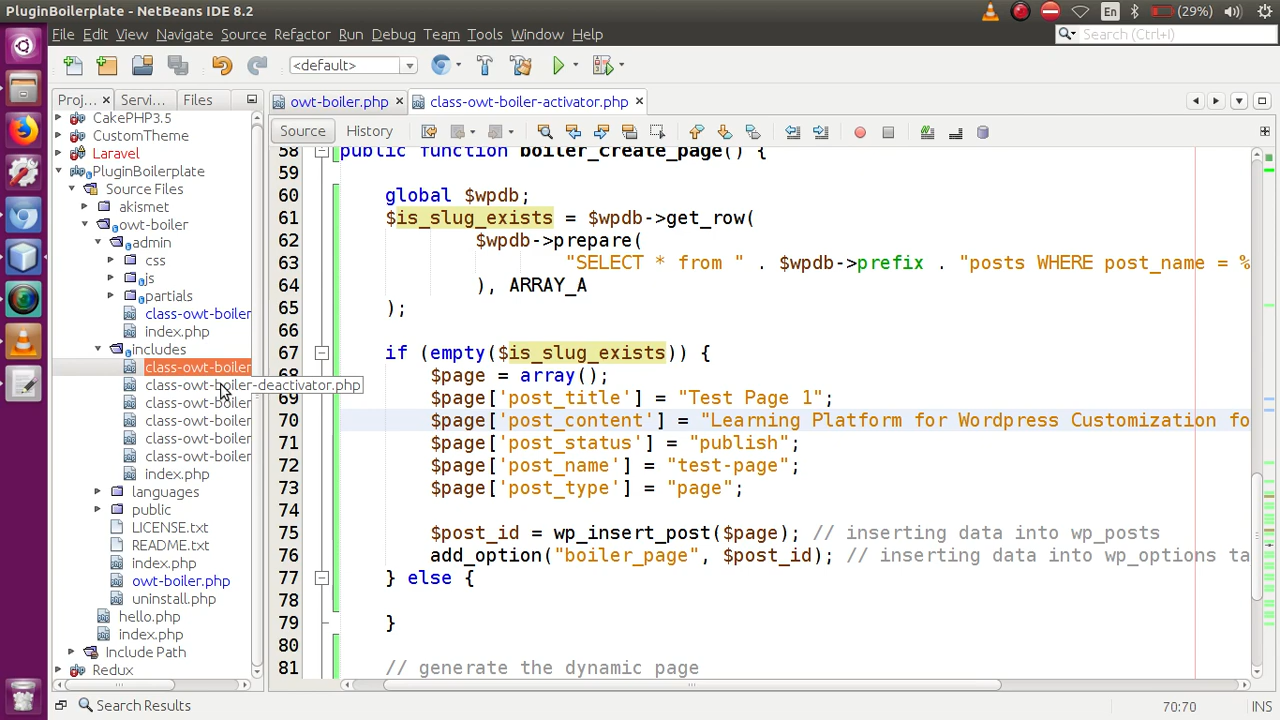 PluginBoilerplate - NetBeans IDE 8.2
En
(29%)
File Edit View Navigate Source Refactor Run Debug Team Tools Window Help
Search (Ctrl+I)
<default>
Proj... Servi... Files
owt-boiler.php
class-owt-boiler-activator.php
Source History
CakePHP3.5
CustomTheme
Laravel
PluginBoilerplate
Source Files
akismet
owt-boiler
admin
css
js
partials
class-owt-boiler
index.php
includes
class-owt-boiler
class-owt-boiler-deactivator.php
class-owt-boiler
class-owt-boiler
class-owt-boiler
class-owt-boiler
index.php
languages
public
LICENSE.txt
README.txt
index.php
owt-boiler.php
uninstall.php
hello.php
index.php
Include Path
Redux
58 public function boiler_create_page() {
59
60 global $wpdb;
61 $is_slug_exists = $wpdb->get_row(
62 $wpdb->prepare(
63 "SELECT * from " . $wpdb->prefix . "posts WHERE post_name = %
64 ), ARRAY_A
65 );
66
67 if (empty($is_slug_exists)) {
68 $page = array();
69 $page['post_title'] = "Test Page 1";
70 $page['post_content'] = "Learning Platform for Wordpress Customization fo
71 $page['post_status'] = "publish";
72 $page['post_name'] = "test-page";
73 $page['post_type'] = "page";
74
75 $post_id = wp_insert_post($page); // inserting data into wp_posts
76 add_option("boiler_page", $post_id); // inserting data into wp_options ta
77 } else {
78
79 }
80
81 // generate the dynamic page
Search Results
70:70 INS